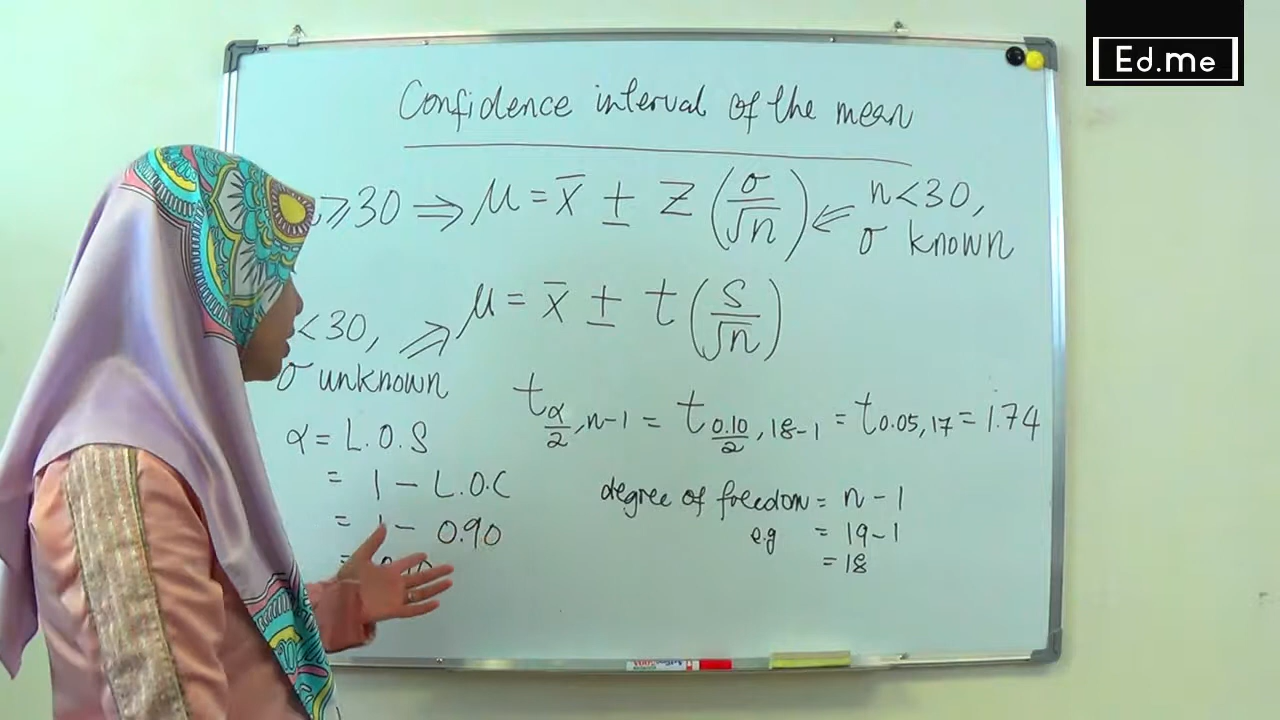 Ed.me
Confidence interval of the mean
n≥30 ⇒ μ = x̄ ± Z (σ/√n) ⇐ n<30,
σ known
<30, ⇒ μ = x̄ ± t (s/√n)
σ unknown
t α/2, n-1 = t 0.10/2, 18-1 = t 0.05, 17 = 1.74
α = L.O.S
= 1 - L.O.C
= 1 - 0.90
degree of freedom = n - 1
e.g = 19-1
= 18